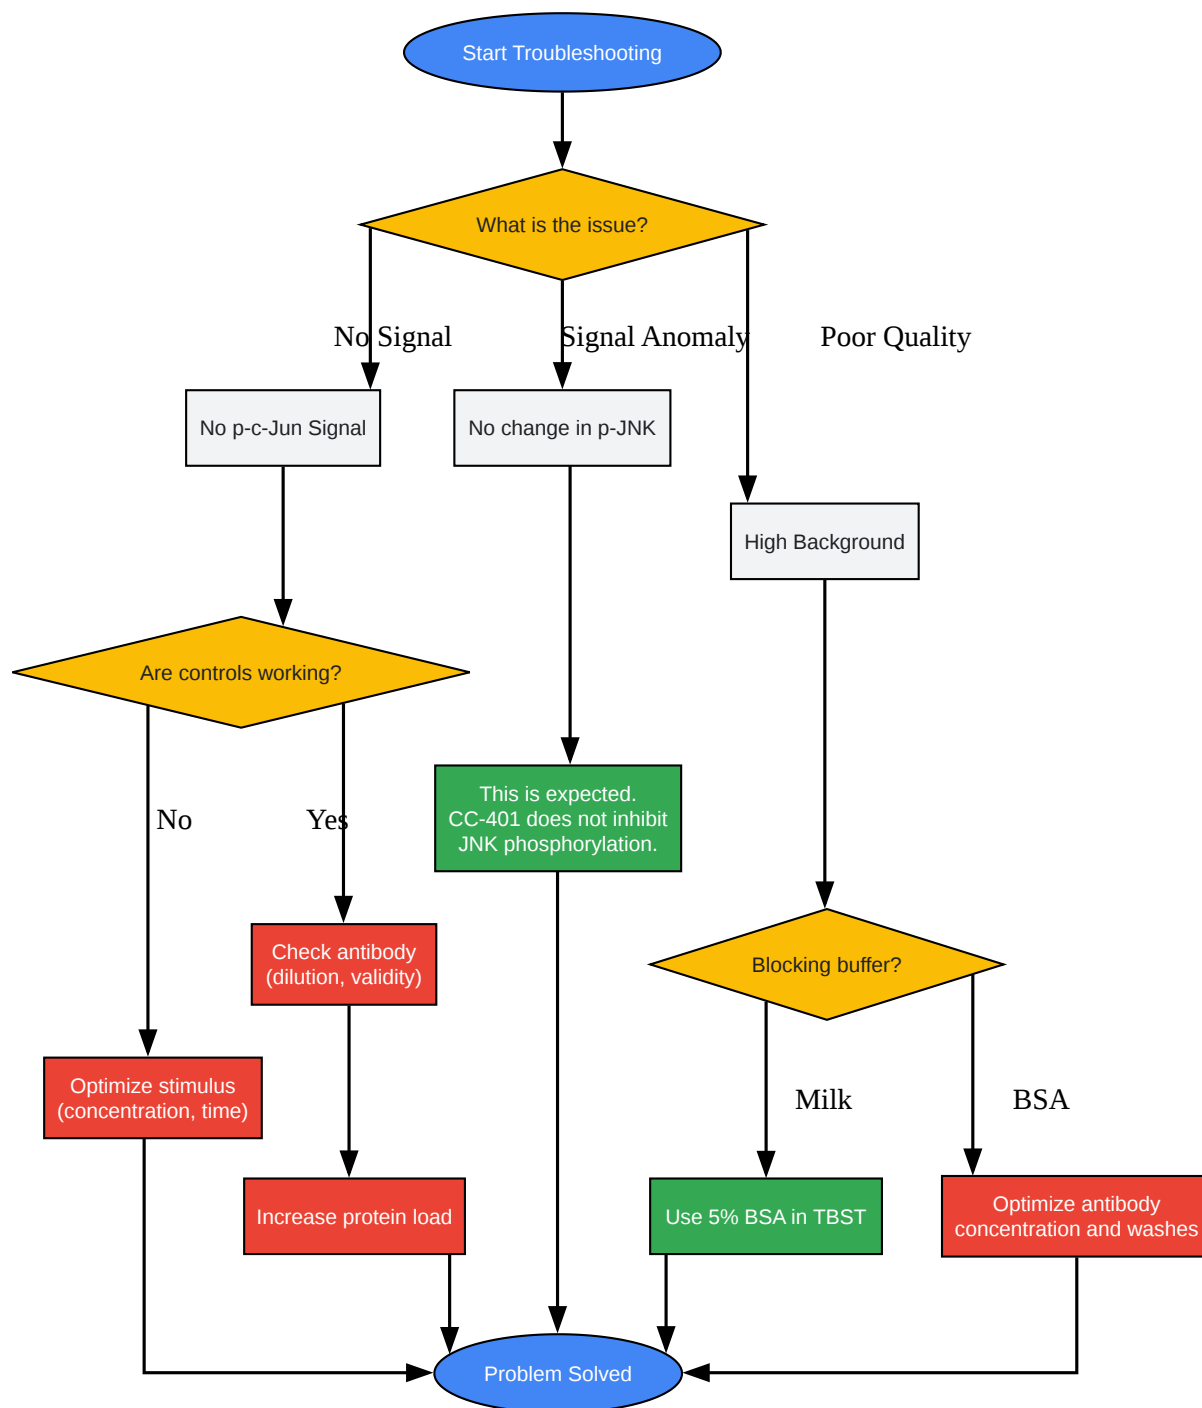 Start Troubleshooting
What is the issue?
No Signal
Signal Anomaly
Poor Quality
No p-c-Jun Signal
No change in p-JNK
High Background
Are controls working?
No
Yes
This is expected.
CC-401 does not inhibit
JNK phosphorylation.
Check antibody
(dilution, validity)
Blocking buffer?
Optimize stimulus
(concentration, time)
Milk
BSA
Increase protein load
Use 5% BSA in TBST
Optimize antibody
concentration and washes
Problem Solved